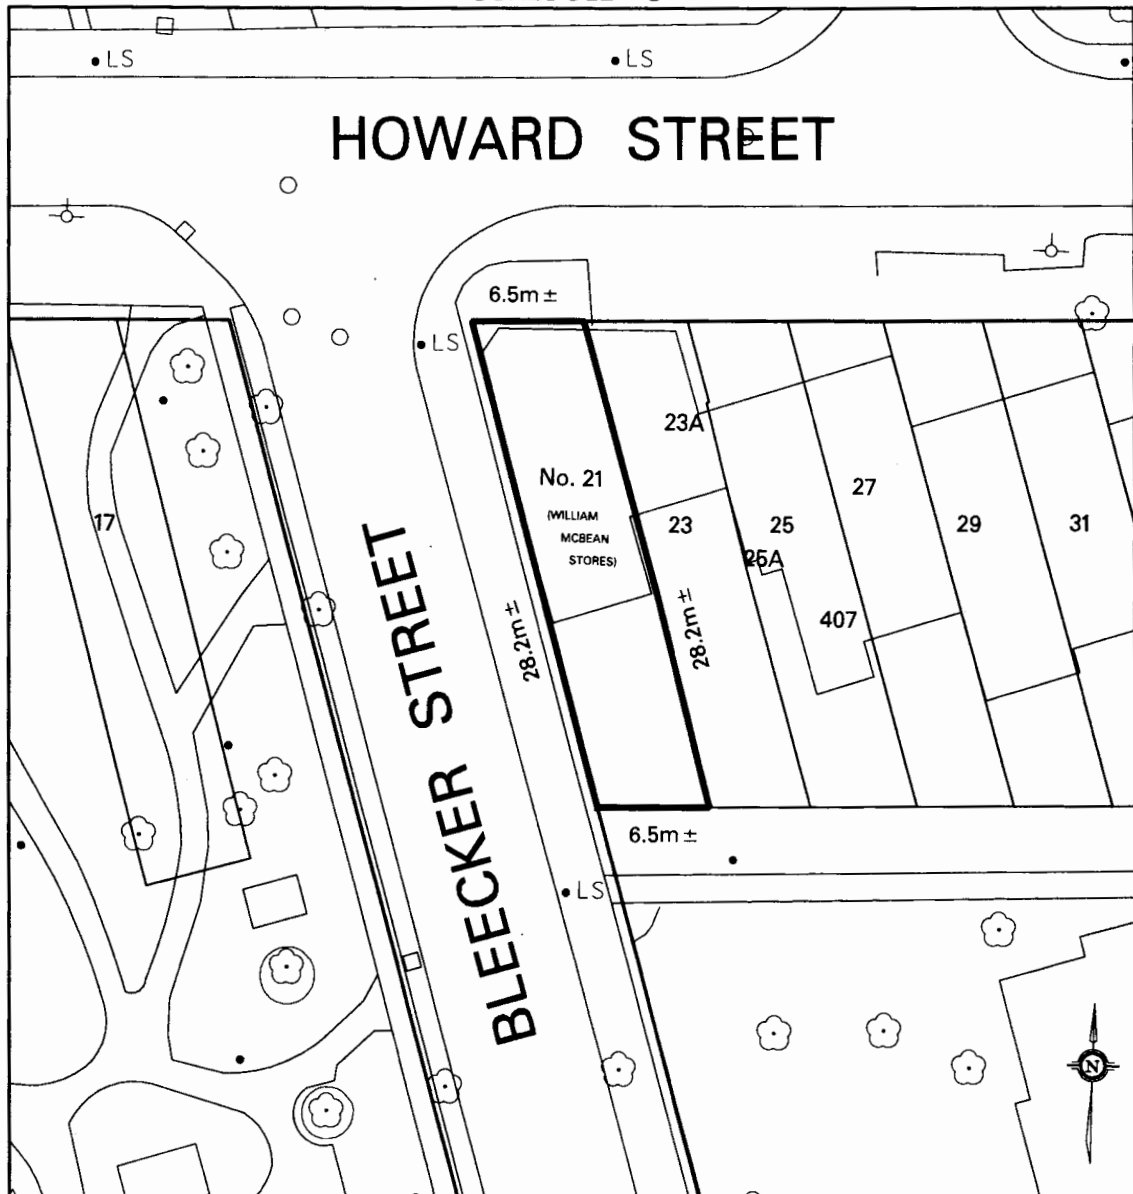 LS
LS
HOWARD STREET
6.5m ±
LS
23A
No. 21
(WILLIAM
MCBEAN
STORES)
17
23
25
27
29
31
25A
407
28.2m ±
28.2m ±
BLEECKER STREET
6.5m ±
LS
N